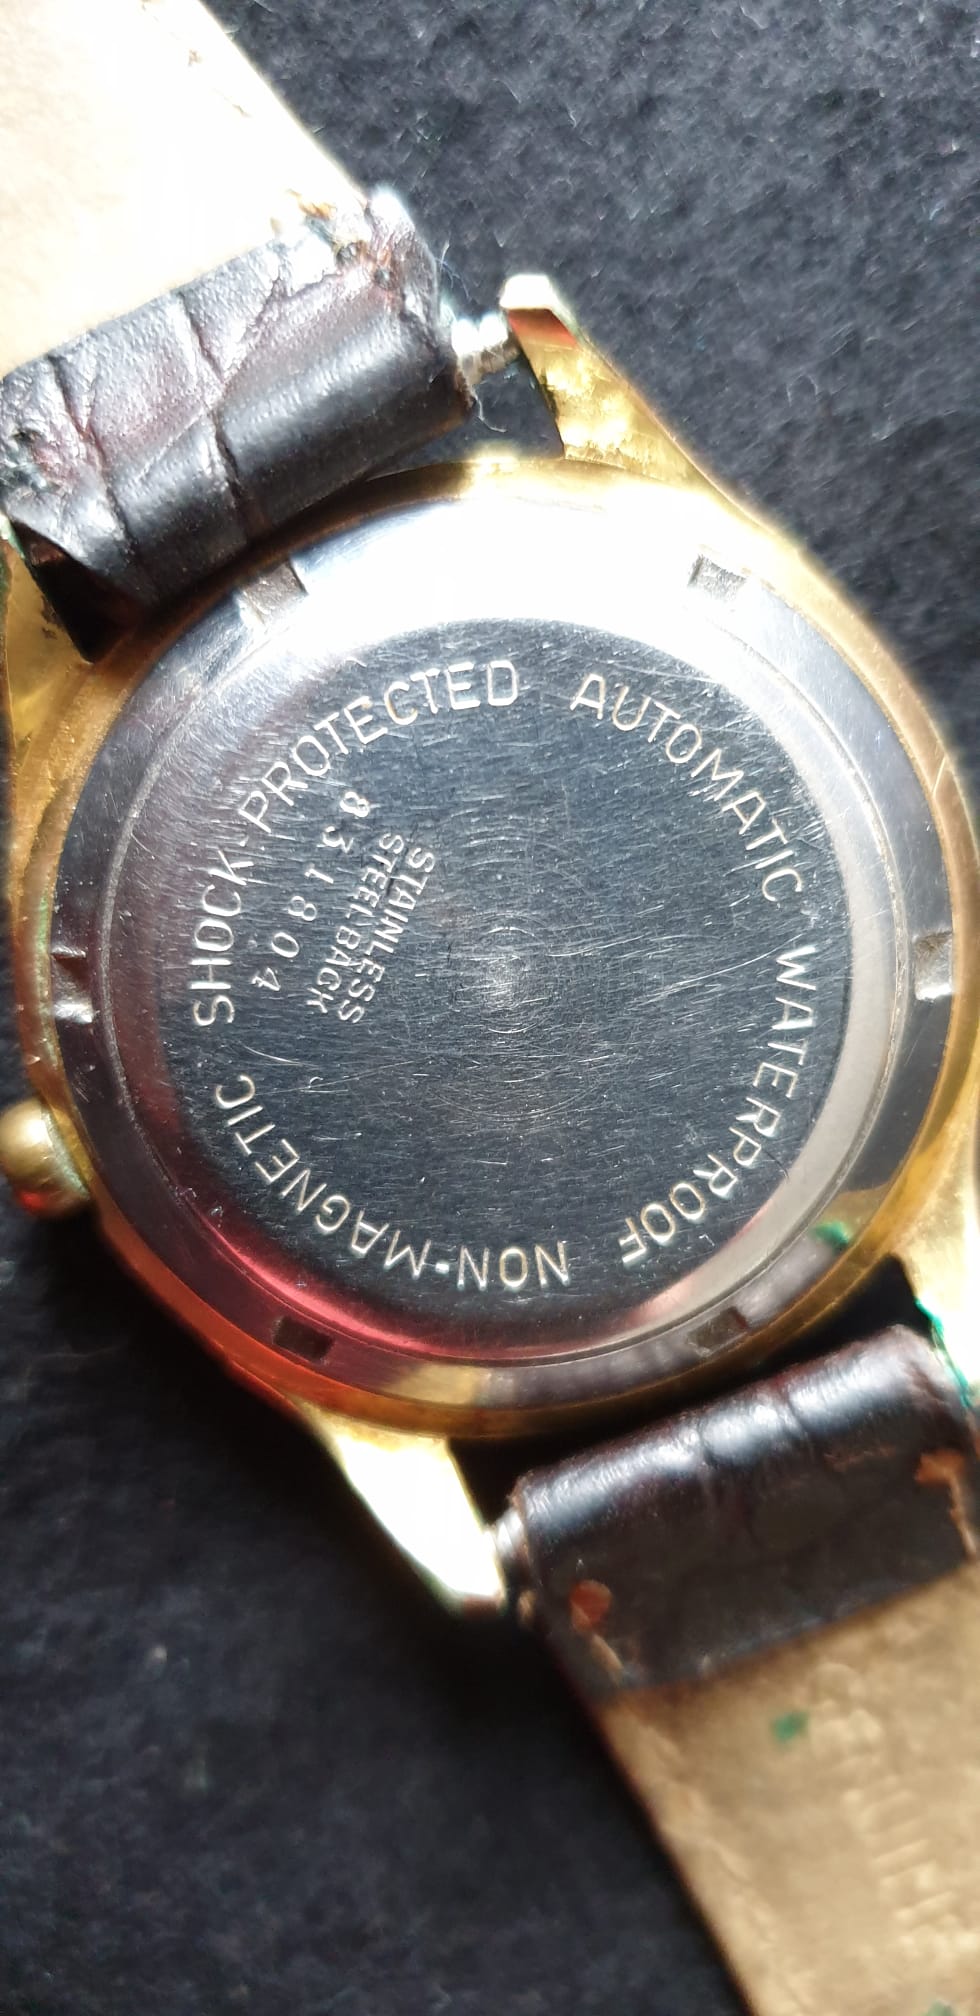 SHOCK-PROTECTED AUTOMATIC WATERPROOF NON-MAGNETIC
STAINLESS
STEEL BACK
831804